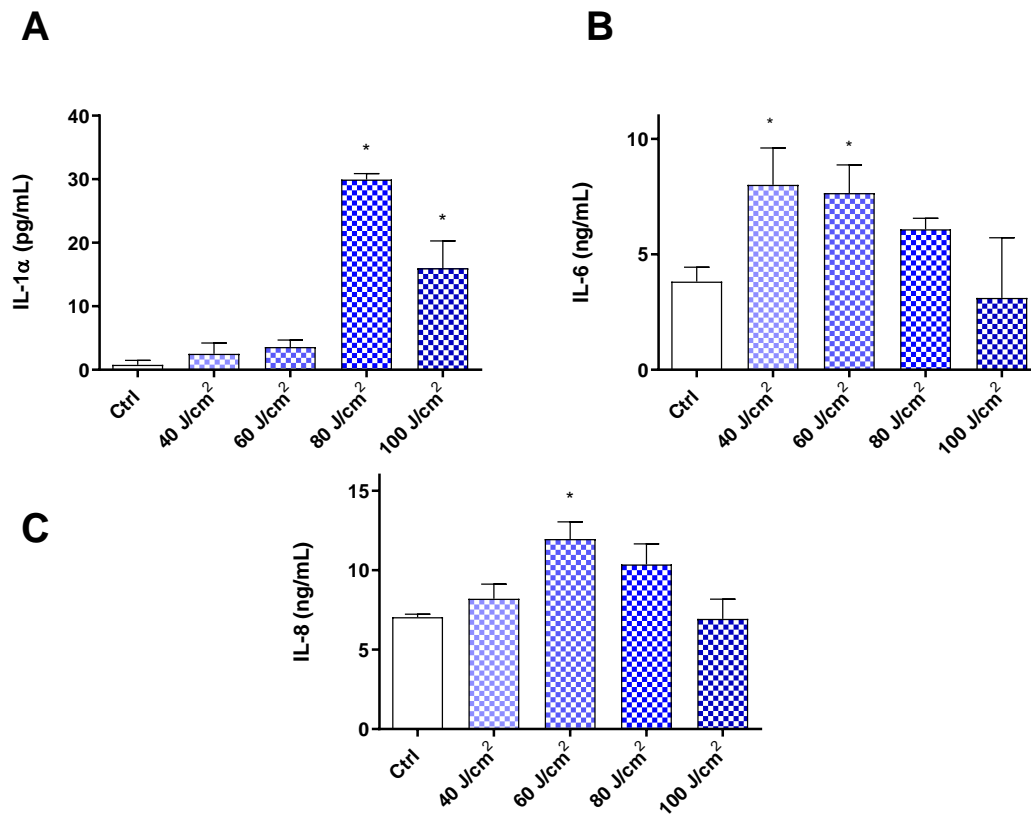 A
B
IL-1α (pg/mL)
40
30
20
10
0
*
*
Ctrl
40 J/cm²
60 J/cm²
80 J/cm²
100 J/cm²
IL-6 (ng/mL)
10
5
0
*
*
Ctrl
40 J/cm²
60 J/cm²
80 J/cm²
100 J/cm²
C
IL-8 (ng/mL)
15
10
5
0
*
Ctrl
40 J/cm²
60 J/cm²
80 J/cm²
100 J/cm²